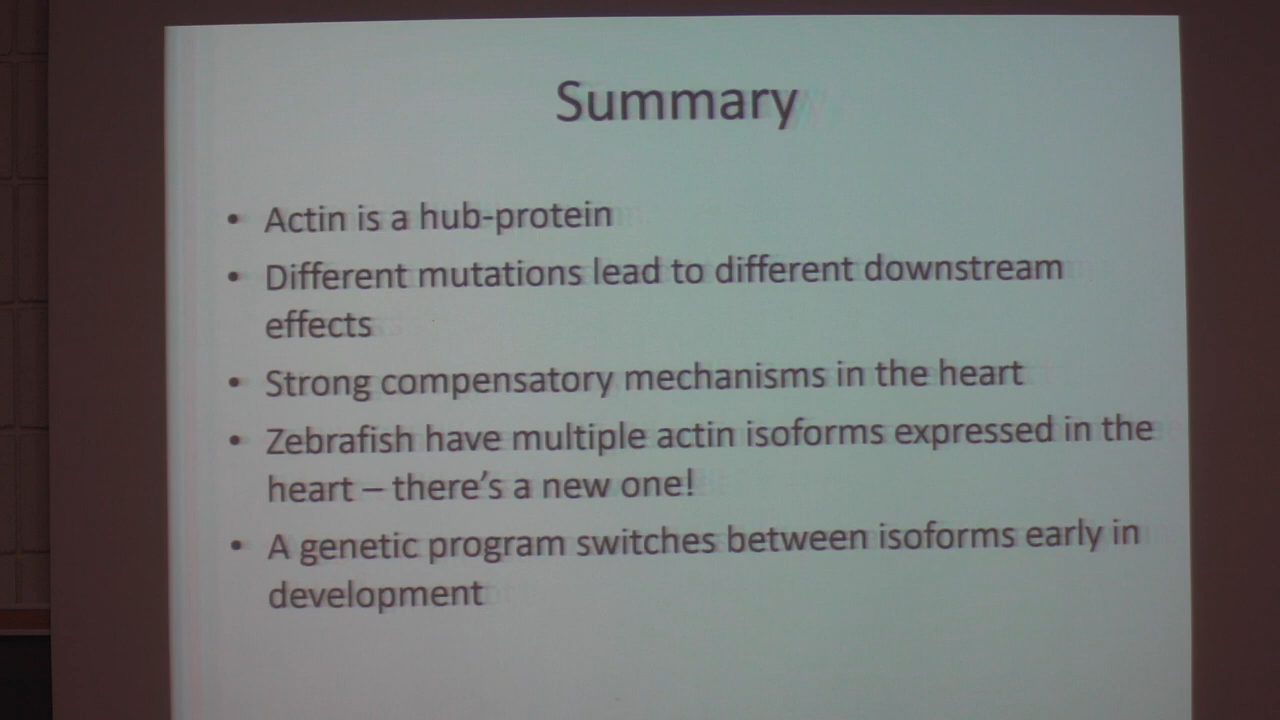 Summary
• Actin is a hub-protein
• Different mutations lead to different downstream
effects
• Strong compensatory mechanisms in the heart
• Zebrafish have multiple actin isoforms expressed in the
heart – there's a new one!
• A genetic program switches between isoforms early in
development